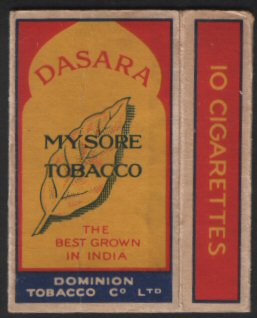 DASARA
MYSORE
TOBACCO
THE
BEST GROWN
IN INDIA
DOMINION
TOBACCO Co LTD
10 CIGARETTES